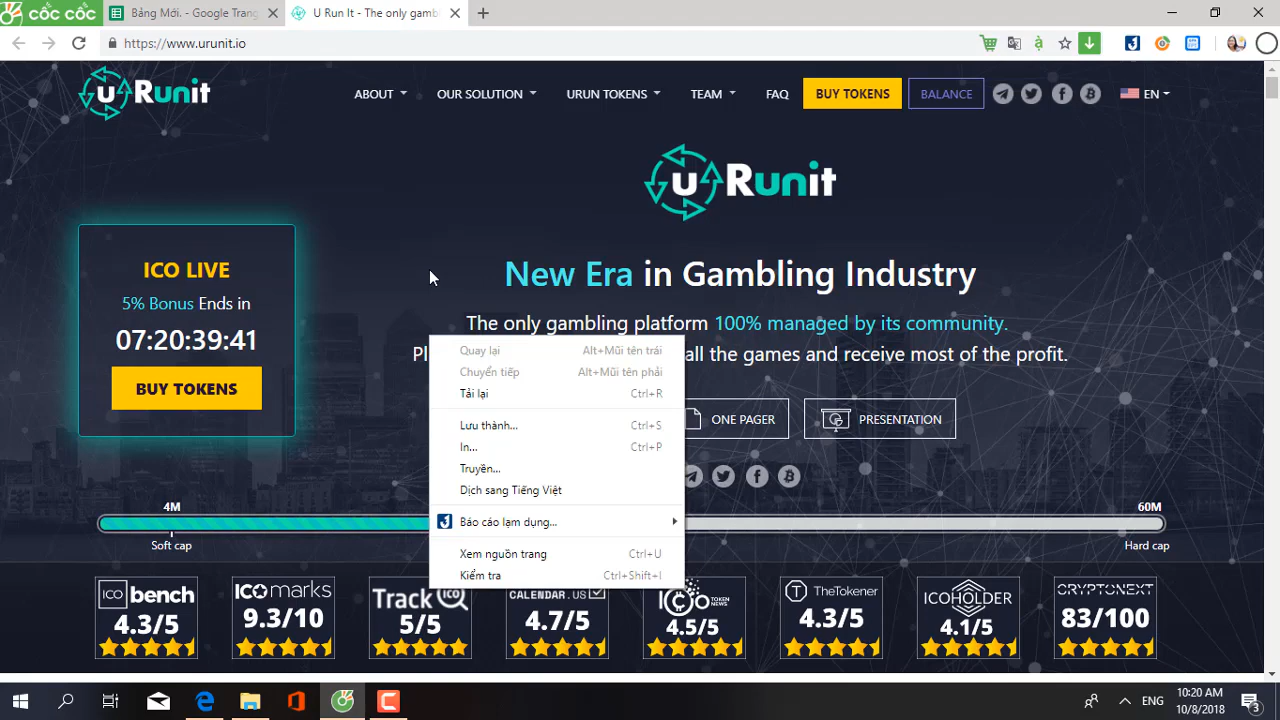 cốc cốc
Bảng Mới. - Google Trang
U Run It - The only gambl
https://www.urunit.io
uRunit
ABOUT
OUR SOLUTION
URUN TOKENS
TEAM
FAQ
BUY TOKENS
BALANCE
EN
uRunit
ICO LIVE
5% Bonus Ends in
07:20:39:41
BUY TOKENS
New Era in Gambling Industry
The only gambling platform 100% managed by its community.
Pl
all the games and receive most of the profit.
Quay lại Alt+Mũi tên trái
Chuyển tiếp Alt+Mũi tên phải
Tải lại Ctrl+R
Lưu thành... Ctrl+S
In... Ctrl+P
Truyền...
Dịch sang Tiếng Việt
Báo cáo lạm dụng...
Xem nguồn trang Ctrl+U
Kiểm tra Ctrl+Shift+I
ONE PAGER
PRESENTATION
4M
60M
Soft cap
Hard cap
ICO bench
4.3/5
ICOmarks
9.3/10
Track ICO
5/5
CALENDAR.US
4.7/5
ICO TOKEN NEWS
4.5/5
TheTokener
4.3/5
ICOHOLDER
4.1/5
CRYPTONEXT
83/100
ENG
10:20 AM
10/8/2018
3